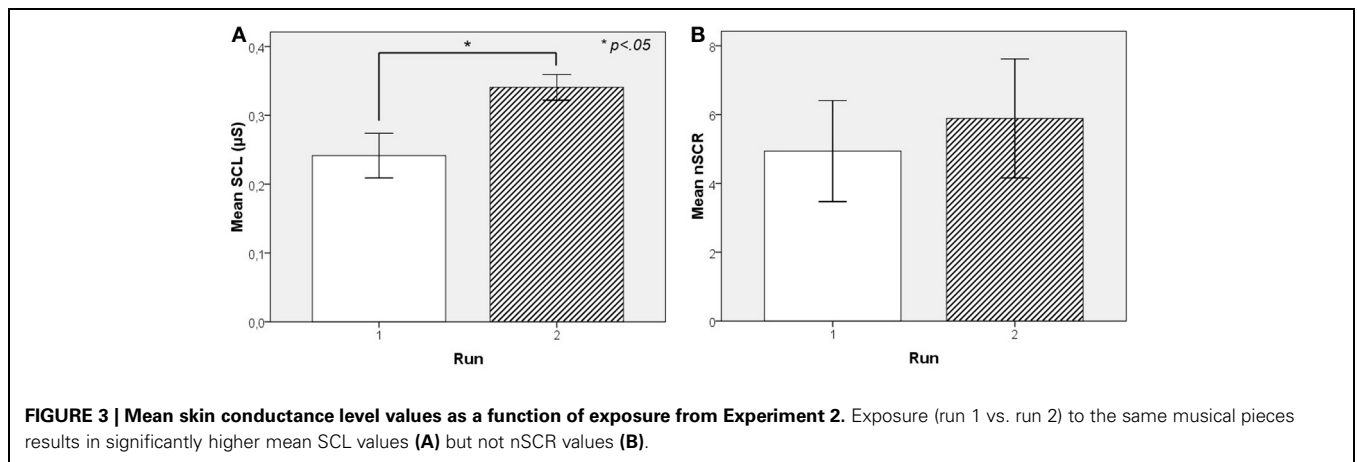 A
* p<.05
*
0,4
0,3
0,2
0,1
0,0
Mean SCL (µS)
1
2
Run
B
8
6
4
2
0
Mean nSCR
1
2
Run
FIGURE 3 | Mean skin conductance level values as a function of exposure from Experiment 2. Exposure (run 1 vs. run 2) to the same musical pieces
results in significantly higher mean SCL values (A) but not nSCR values (B).